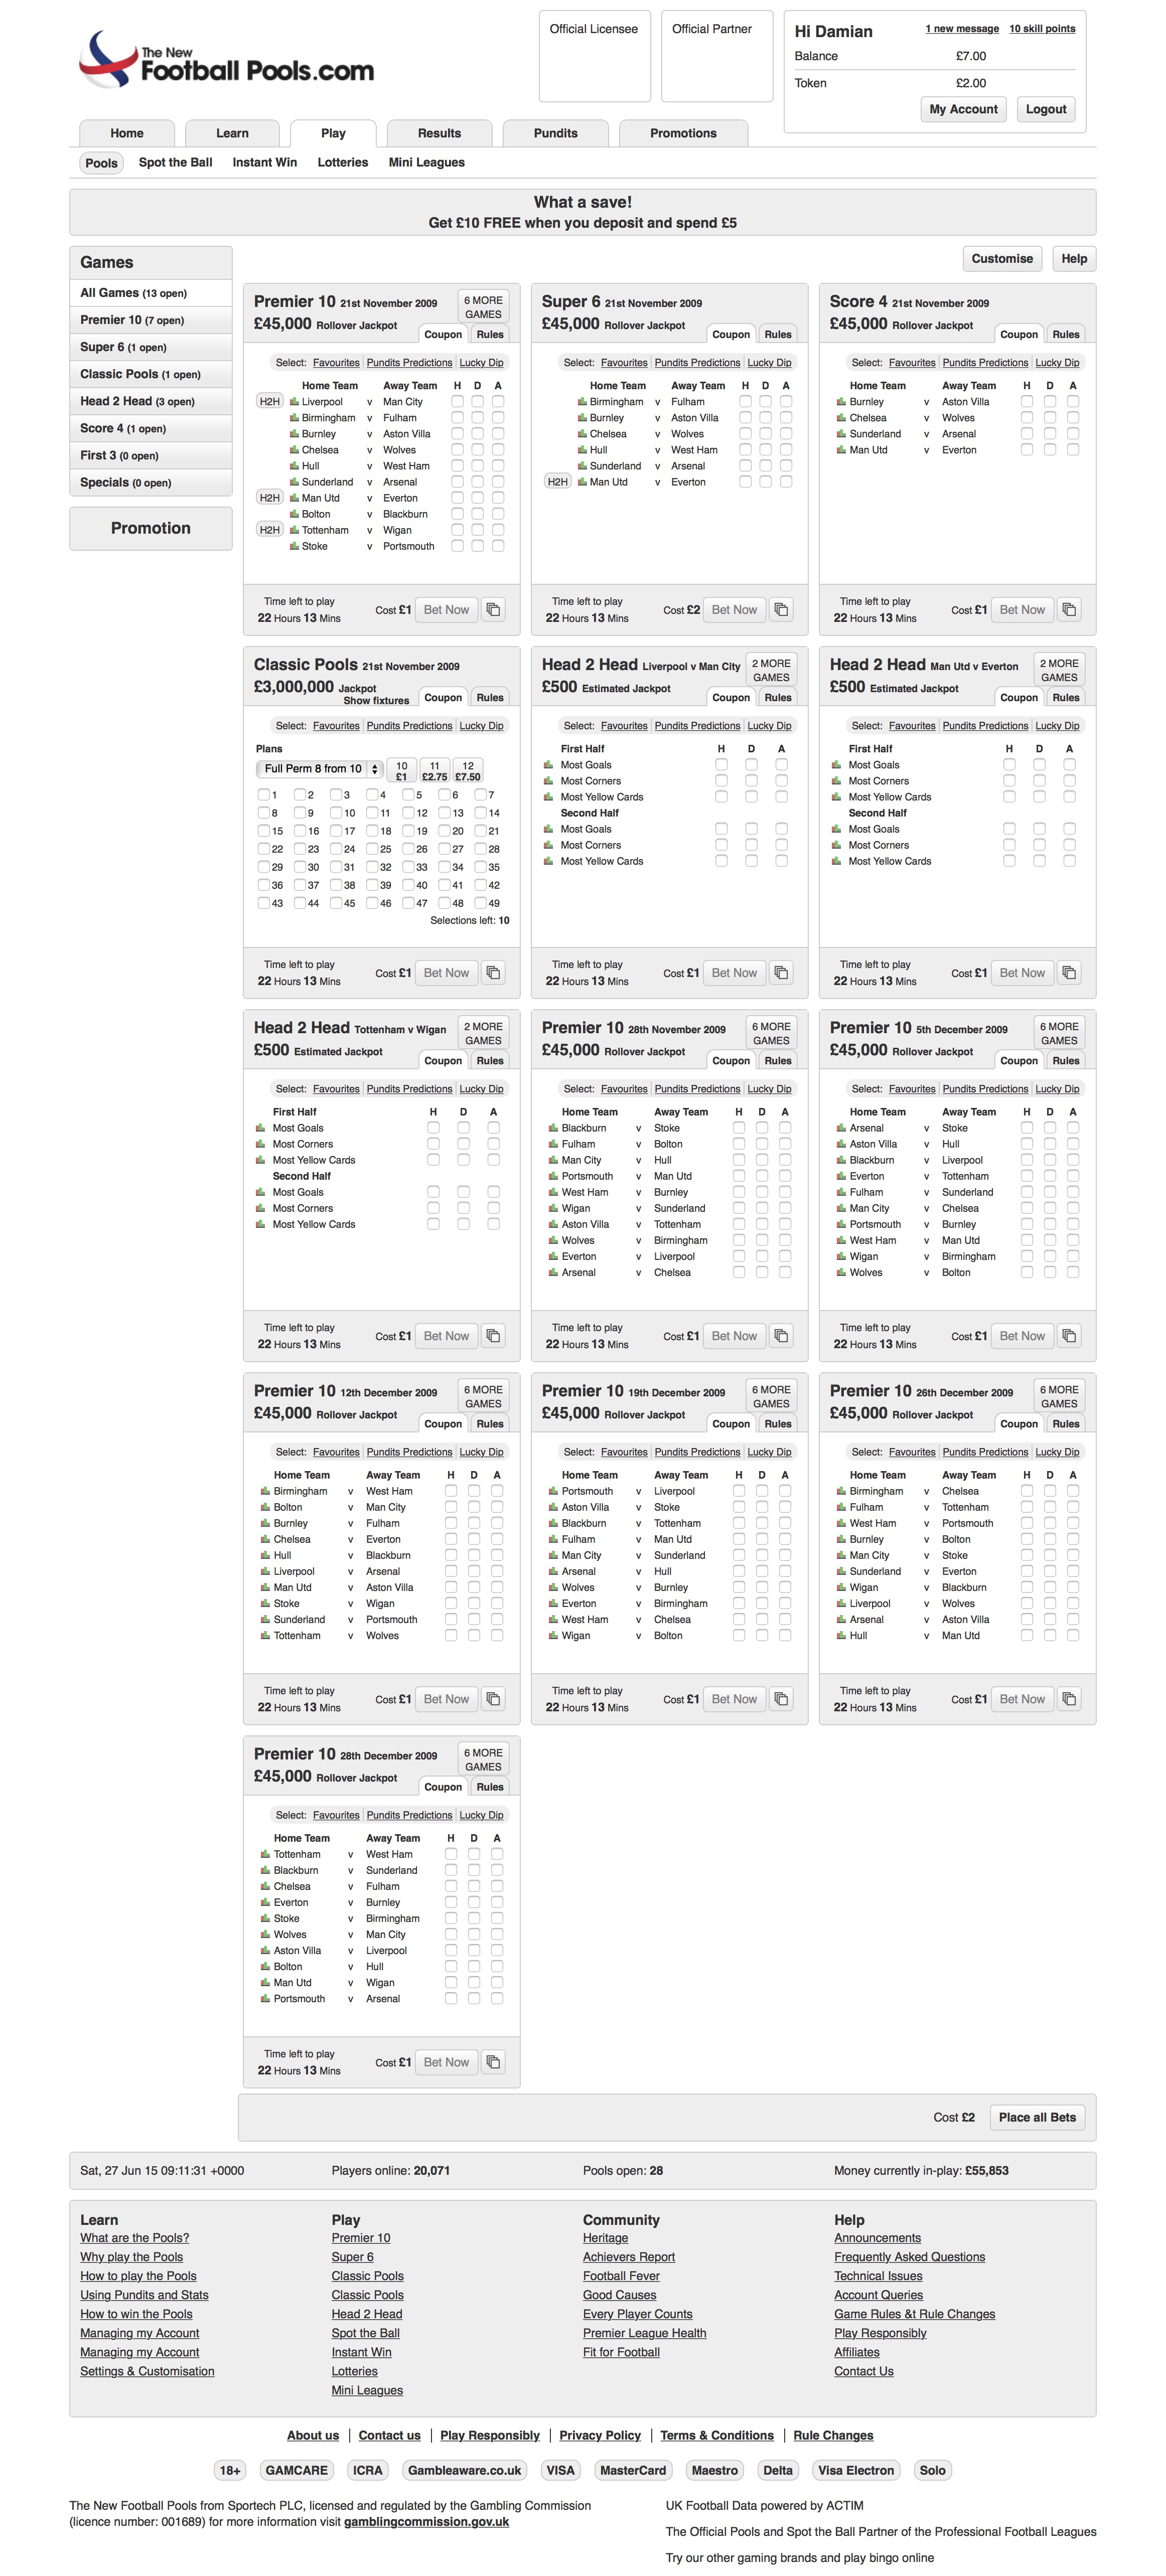 The New
Football Pools.com
Official Licensee
Official Partner
Hi Damian 1 new message 10 skill points
Balance £7.00
Token £2.00
My Account Logout
Home Learn Play Results Pundits Promotions
Pools Spot the Ball Instant Win Lotteries Mini Leagues
What a save!
Get £10 FREE when you deposit and spend £5
Games
All Games (13 open)
Premier 10 (7 open)
Super 6 (1 open)
Classic Pools (1 open)
Head 2 Head (3 open)
Score 4 (1 open)
First 3 (0 open)
Specials (0 open)
Promotion
Customise Help
Premier 10 21st November 2009
6 MORE GAMES
£45,000 Rollover Jackpot
Coupon Rules
Select: Favourites Pundits Predictions Lucky Dip
Home Team Away Team H D A
H2H Liverpool v Man City
Birmingham v Fulham
Burnley v Aston Villa
Chelsea v Wolves
Hull v West Ham
Sunderland v Arsenal
H2H Man Utd v Everton
Bolton v Blackburn
H2H Tottenham v Wigan
Stoke v Portsmouth
Time left to play
22 Hours 13 Mins
Cost £1 Bet Now
Super 6 21st November 2009
£45,000 Rollover Jackpot
Coupon Rules
Select: Favourites Pundits Predictions Lucky Dip
Home Team Away Team H D A
Birmingham v Fulham
Burnley v Aston Villa
Chelsea v Wolves
Hull v West Ham
Sunderland v Arsenal
H2H Man Utd v Everton
Time left to play
22 Hours 13 Mins
Cost £2 Bet Now
Score 4 21st November 2009
£45,000 Rollover Jackpot
Coupon Rules
Select: Favourites Pundits Predictions Lucky Dip
Home Team Away Team H D A
Burnley v Aston Villa
Chelsea v Wolves
Sunderland v Arsenal
Man Utd v Everton
Time left to play
22 Hours 13 Mins
Cost £1 Bet Now
Classic Pools 21st November 2009
£3,000,000 Jackpot
Show fixtures
Coupon Rules
Select: Favourites Pundits Predictions Lucky Dip
Plans
Full Perm 8 from 10
10 £1
11 £2.75
12 £7.50
1 2 3 4 5 6 7
8 9 10 11 12 13 14
15 16 17 18 19 20 21
22 23 24 25 26 27 28
29 30 31 32 33 34 35
36 37 38 39 40 41 42
43 44 45 46 47 48 49
Selections left: 10
Time left to play
22 Hours 13 Mins
Cost £1 Bet Now
Head 2 Head Liverpool v Man City
2 MORE GAMES
£500 Estimated Jackpot
Coupon Rules
Select: Favourites Pundits Predictions Lucky Dip
First Half H D A
Most Goals
Most Corners
Most Yellow Cards
Second Half
Most Goals
Most Corners
Most Yellow Cards
Time left to play
22 Hours 13 Mins
Cost £1 Bet Now
Head 2 Head Man Utd v Everton
2 MORE GAMES
£500 Estimated Jackpot
Coupon Rules
Select: Favourites Pundits Predictions Lucky Dip
First Half H D A
Most Goals
Most Corners
Most Yellow Cards
Second Half
Most Goals
Most Corners
Most Yellow Cards
Time left to play
22 Hours 13 Mins
Cost £1 Bet Now
Head 2 Head Tottenham v Wigan
2 MORE GAMES
£500 Estimated Jackpot
Coupon Rules
Select: Favourites Pundits Predictions Lucky Dip
First Half H D A
Most Goals
Most Corners
Most Yellow Cards
Second Half
Most Goals
Most Corners
Most Yellow Cards
Time left to play
22 Hours 13 Mins
Cost £1 Bet Now
Premier 10 28th November 2009
6 MORE GAMES
£45,000 Rollover Jackpot
Coupon Rules
Select: Favourites Pundits Predictions Lucky Dip
Home Team Away Team H D A
Blackburn v Stoke
Fulham v Bolton
Man City v Hull
Portsmouth v Man Utd
West Ham v Burnley
Wigan v Sunderland
Aston Villa v Tottenham
Wolves v Birmingham
Everton v Liverpool
Arsenal v Chelsea
Time left to play
22 Hours 13 Mins
Cost £1 Bet Now
Premier 10 5th December 2009
6 MORE GAMES
£45,000 Rollover Jackpot
Coupon Rules
Select: Favourites Pundits Predictions Lucky Dip
Home Team Away Team H D A
Arsenal v Stoke
Aston Villa v Hull
Blackburn v Liverpool
Everton v Tottenham
Fulham v Sunderland
Man City v Chelsea
Portsmouth v Burnley
West Ham v Man Utd
Wigan v Birmingham
Wolves v Bolton
Time left to play
22 Hours 13 Mins
Cost £1 Bet Now
Premier 10 12th December 2009
6 MORE GAMES
£45,000 Rollover Jackpot
Coupon Rules
Select: Favourites Pundits Predictions Lucky Dip
Home Team Away Team H D A
Birmingham v West Ham
Bolton v Man City
Burnley v Fulham
Chelsea v Everton
Hull v Blackburn
Liverpool v Arsenal
Man Utd v Aston Villa
Stoke v Wigan
Sunderland v Portsmouth
Tottenham v Wolves
Time left to play
22 Hours 13 Mins
Cost £1 Bet Now
Premier 10 19th December 2009
6 MORE GAMES
£45,000 Rollover Jackpot
Coupon Rules
Select: Favourites Pundits Predictions Lucky Dip
Home Team Away Team H D A
Portsmouth v Liverpool
Aston Villa v Stoke
Blackburn v Tottenham
Fulham v Man Utd
Man City v Sunderland
Arsenal v Hull
Wolves v Burnley
Everton v Birmingham
West Ham v Chelsea
Wigan v Bolton
Time left to play
22 Hours 13 Mins
Cost £1 Bet Now
Premier 10 26th December 2009
6 MORE GAMES
£45,000 Rollover Jackpot
Coupon Rules
Select: Favourites Pundits Predictions Lucky Dip
Home Team Away Team H D A
Birmingham v Chelsea
Fulham v Tottenham
West Ham v Portsmouth
Burnley v Bolton
Man City v Stoke
Sunderland v Everton
Wigan v Blackburn
Liverpool v Wolves
Arsenal v Aston Villa
Hull v Man Utd
Time left to play
22 Hours 13 Mins
Cost £1 Bet Now
Premier 10 28th December 2009
6 MORE GAMES
£45,000 Rollover Jackpot
Coupon Rules
Select: Favourites Pundits Predictions Lucky Dip
Home Team Away Team H D A
Tottenham v West Ham
Blackburn v Sunderland
Chelsea v Fulham
Everton v Burnley
Stoke v Birmingham
Wolves v Man City
Aston Villa v Liverpool
Bolton v Hull
Man Utd v Wigan
Portsmouth v Arsenal
Time left to play
22 Hours 13 Mins
Cost £1 Bet Now
Cost £2 Place all Bets
Sat, 27 Jun 15 09:11:31 +0000 Players online: 20,071 Pools open: 28 Money currently in-play: £55,853
Learn
What are the Pools?
Why play the Pools
How to play the Pools
Using Pundits and Stats
How to win the Pools
Managing my Account
Managing my Account
Settings & Customisation
Play
Premier 10
Super 6
Classic Pools
Classic Pools
Head 2 Head
Spot the Ball
Instant Win
Lotteries
Mini Leagues
Community
Heritage
Achievers Report
Football Fever
Good Causes
Every Player Counts
Premier League Health
Fit for Football
Help
Announcements
Frequently Asked Questions
Technical Issues
Account Queries
Game Rules &t Rule Changes
Play Responsibly
Affiliates
Contact Us
About us Contact us Play Responsibly Privacy Policy Terms & Conditions Rule Changes
18+ GAMCARE ICRA Gambleaware.co.uk VISA MasterCard Maestro Delta Visa Electron Solo
The New Football Pools from Sportech PLC, licensed and regulated by the Gambling Commission
(licence number: 001689) for more information visit gamblingcommission.gov.uk
UK Football Data powered by ACTIM
The Official Pools and Spot the Ball Partner of the Professional Football Leagues
Try our other gaming brands and play bingo online